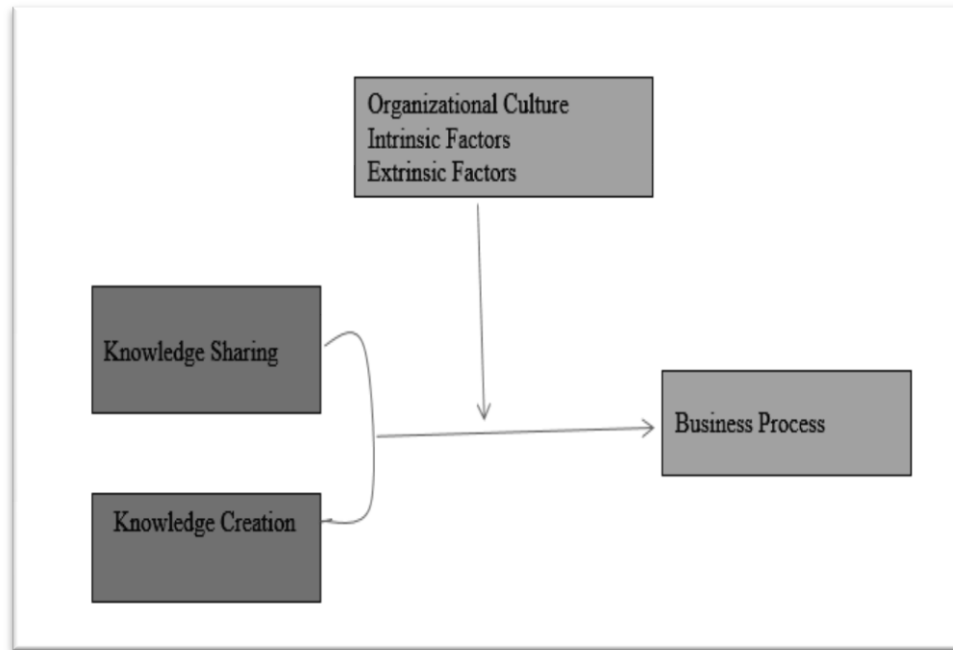 Organizational Culture
Intrinsic Factors
Extrinsic Factors
Knowledge Sharing
Business Process
Knowledge Creation